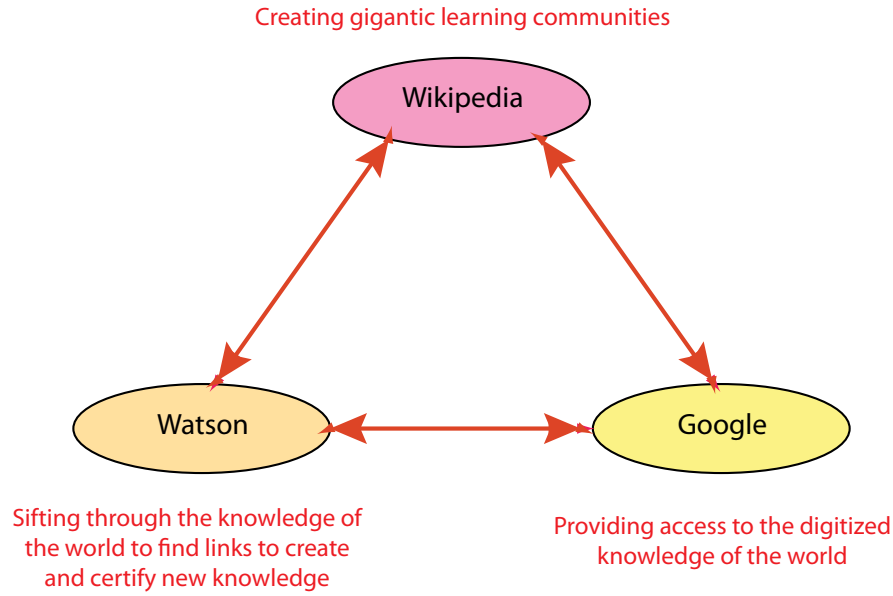 Creating gigantic learning communities
Wikipedia
Watson
Google
Sifting through the knowledge of
the world to find links to create
and certify new knowledge
Providing access to the digitized
knowledge of the world